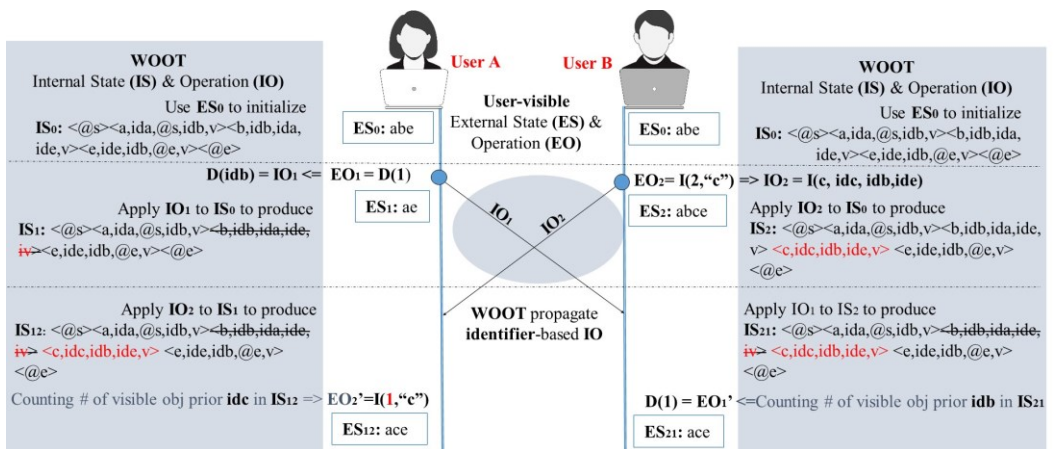 WOOT
Internal State (IS) & Operation (IO)
Use ES0 to initialize
IS0: <@s><a,ida,@s,idb,v><b,idb,ida,
ide,v><e,ide,idb,@e,v><@e>
D(idb) = IO1 <= EO1 = D(1)
Apply IO1 to IS0 to produce
IS1: <@s><a,ida,@s,idb,v><b,idb,ida,ide,
iv><e,ide,idb,@e,v><@e>
Apply IO2 to IS1 to produce
IS12: <@s><a,ida,@s,idb,v><b,idb,ida,ide,
iv> <c,idc,idb,ide,v> <e,ide,idb,@e,v>
<@e>
Counting # of visible obj prior idc in IS12 => EO2’=I(1,“c”)
User A
User B
User-visible
External State (ES) &
Operation (EO)
ES0: abe
ES0: abe
ES1: ae
ES2: abce
IO1
IO2
WOOT propagate
identifier-based IO
ES12: ace
ES21: ace
WOOT
Internal State (IS) & Operation (IO)
Use ES0 to initialize
IS0: <@s><a,ida,@s,idb,v><b,idb,ida,
ide,v><e,ide,idb,@e,v><@e>
EO2= I(2,“c”) => IO2 = I(c, idc, idb,ide)
Apply IO2 to IS0 to produce
IS2: <@s><a,ida,@s,idb,v><b,idb,ida,ide,
v> <c,idc,idb,ide,v> <e,ide,idb,@e,v>
<@e>
Apply IO1 to IS2 to produce
IS21: <@s><a,ida,@s,idb,v><b,idb,ida,ide,
iv> <c,idc,idb,ide,v> <e,ide,idb,@e,v>
<@e>
D(1) = EO1’ <=Counting # of visible obj prior idb in IS21